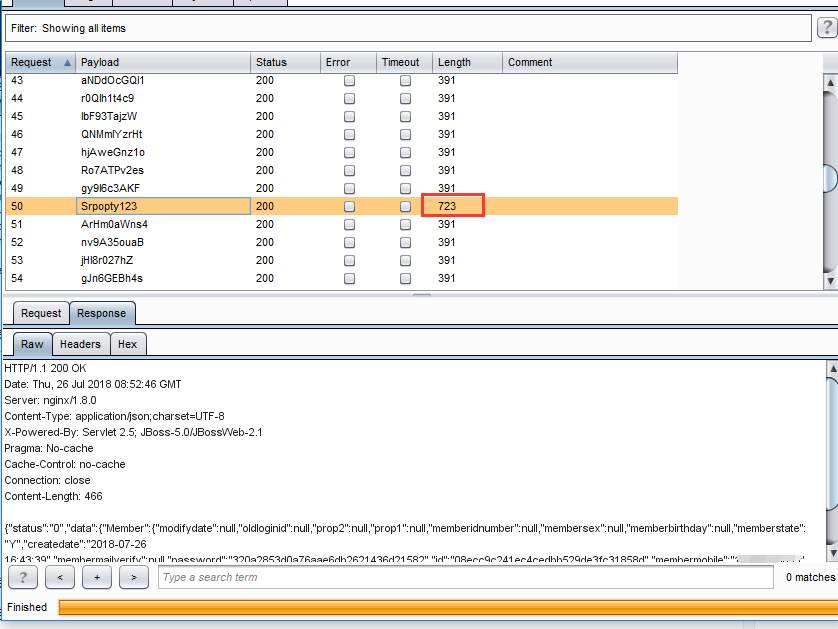 Filter: Showing all items
?
Request Payload Status Error Timeout Length Comment
43 aNDdOcGQl1 200 391
44 r0Qlh1t4c9 200 391
45 lbF93TajzW 200 391
46 QNMmlYzrHt 200 391
47 hjAweGnz1o 200 391
48 Ro7ATPv2es 200 391
49 gy9l6c3AKF 200 391
50 Srpopty123 200 723
51 ArHm0aWns4 200 391
52 nv9A35ouaB 200 391
53 jHl8r027hZ 200 391
54 gJn6GEBh4s 200 391
Request Response
Raw Headers Hex
HTTP/1.1 200 OK
Date: Thu, 26 Jul 2018 08:52:46 GMT
Server: nginx/1.8.0
Content-Type: application/json;charset=UTF-8
X-Powered-By: Servlet 2.5; JBoss-5.0/JBossWeb-2.1
Pragma: No-cache
Cache-Control: no-cache
Connection: close
Content-Length: 466
{"status":"0","data":{"Member":{"modifydate":null,"oldloginid":null,"prop2":null,"prop1":null,"memberidnumber":null,"membersex":null,"memberbirthday":null,"memberstate":
"Y","createdate":"2018-07-26
16:43:39","membermailverify":null,"password":"320a2853d0a76aae6db2621436d21582","id":"08ecc9c241ec4cedbb529de3fc31858d","membermobile":
? < + > Type a search term 0 matches
Finished